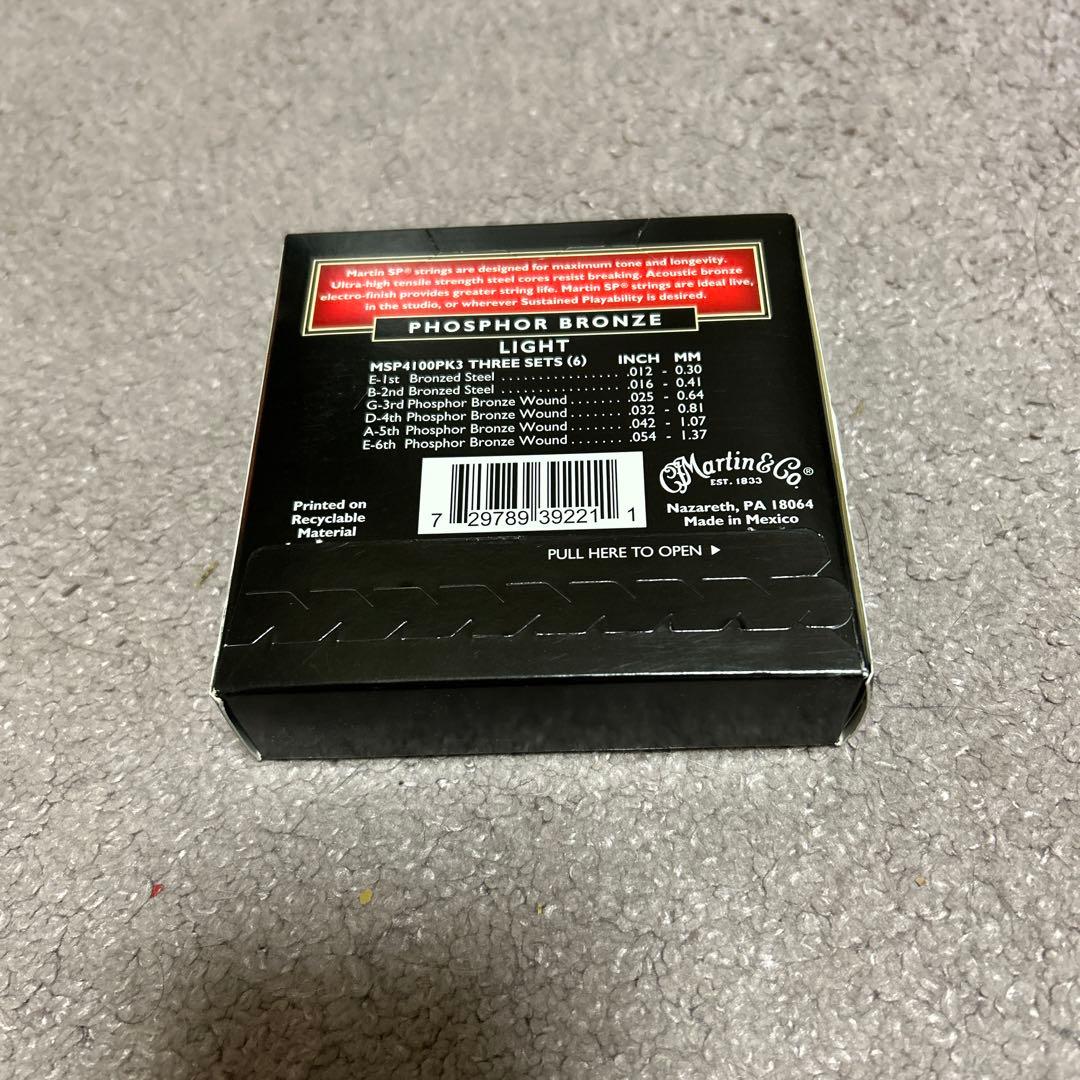 Martin SP® strings are designed for maximum tone and longevity.
Ultra-high tensile strength steel cores resist breaking. Acoustic bronze
electro-finish provides greater string life. Martin SP® strings are ideal live,
in the studio, or wherever Sustained Playability is desired.
PHOSPHOR BRONZE
LIGHT
MSP4100PK3 THREE SETS (6) INCH MM
E-1st Bronzed Steel . . . . . . . . . . . . . . . . . .012 - 0.30
B-2nd Bronzed Steel . . . . . . . . . . . . . . . . . .016 - 0.41
G-3rd Phosphor Bronze Wound . . . . . . . .025 - 0.64
D-4th Phosphor Bronze Wound . . . . . . . .032 - 0.81
A-5th Phosphor Bronze Wound . . . . . . . .042 - 1.07
E-6th Phosphor Bronze Wound . . . . . . . .054 - 1.37
7 29789 39221 1
CFMartin & Co.®
EST. 1833
Nazareth, PA 18064
Made in Mexico
Printed on
Recyclable
Material
PULL HERE TO OPEN ▶